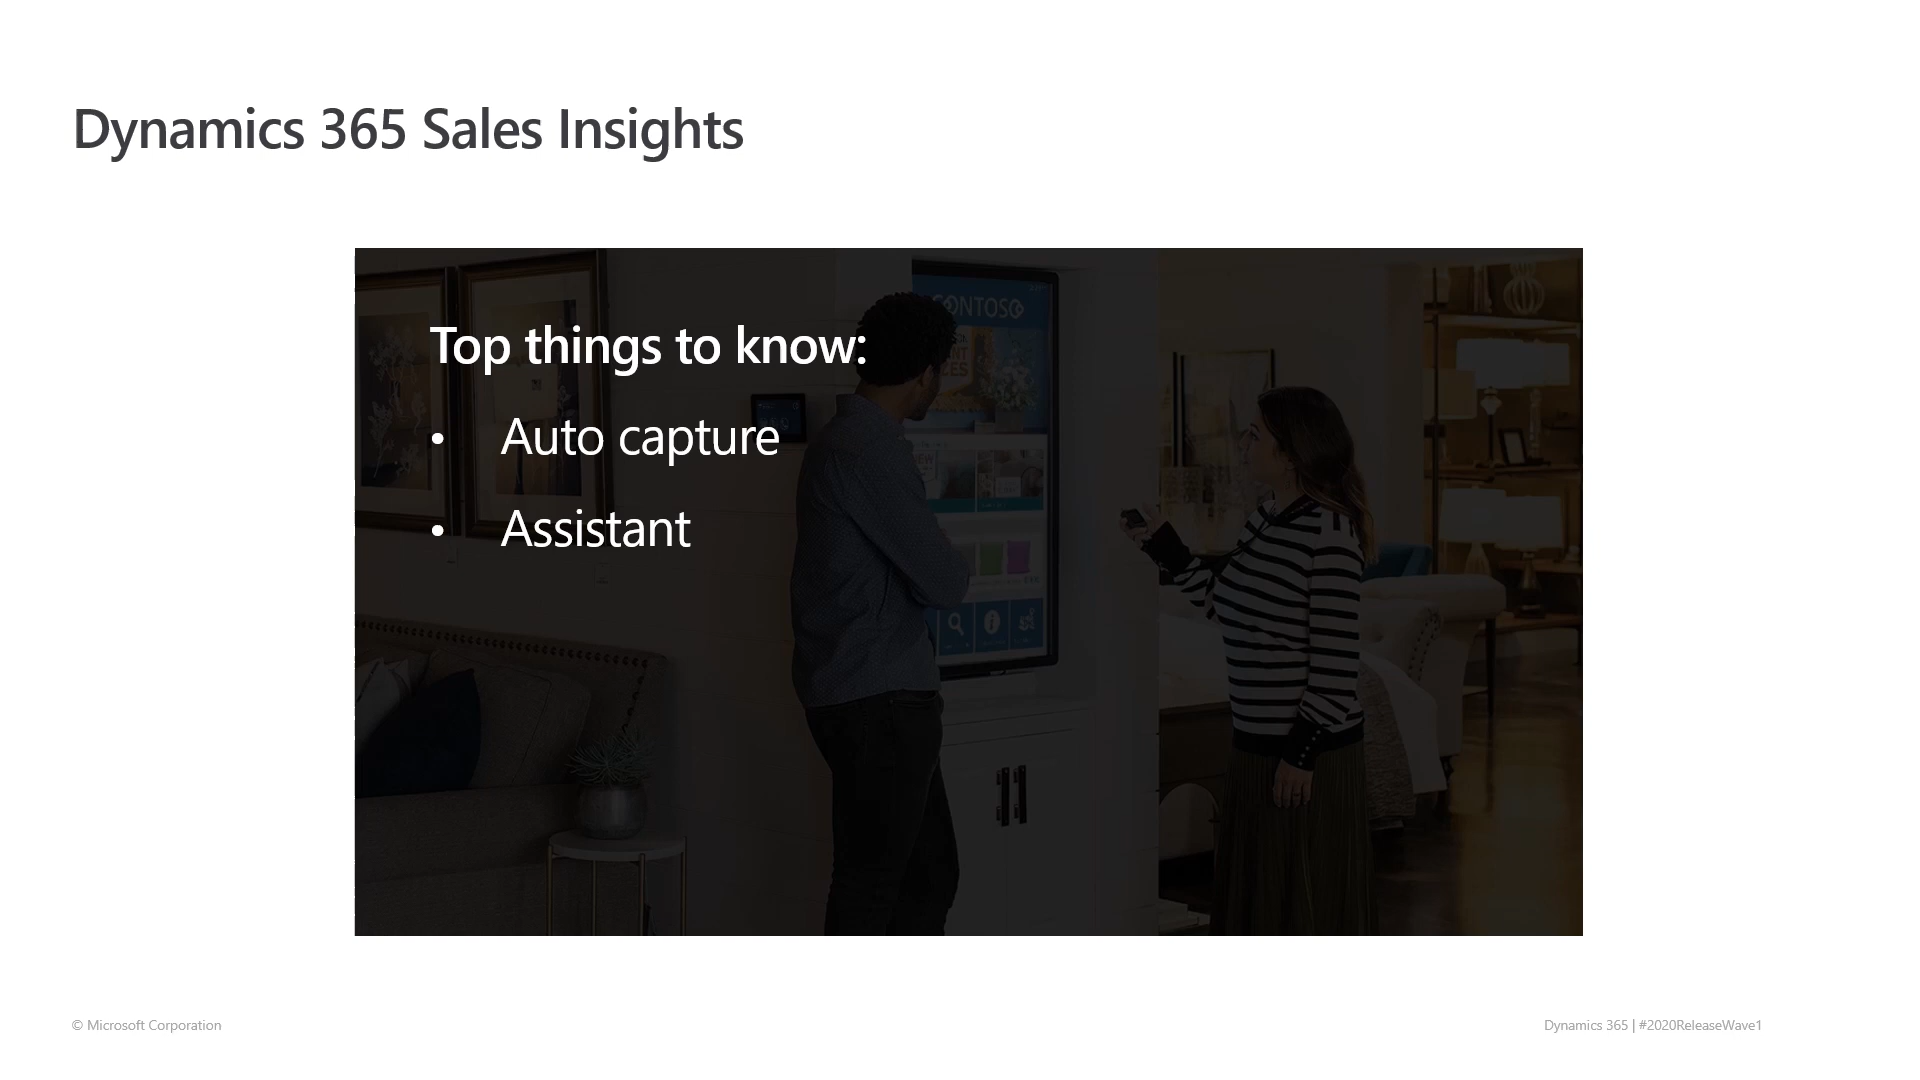 Dynamics 365 Sales Insights
CONTOSO
Top things to know:
• Auto capture
• Assistant
© Microsoft Corporation
Dynamics 365 | #2020ReleaseWave1